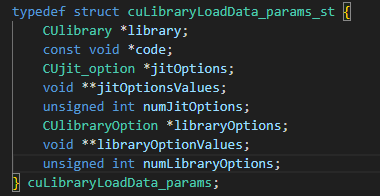 typedef struct cuLibraryLoadData_params_st {
    CUlibrary *library;
    const void *code;
    CUjit_option *jitOptions;
    void **jitOptionsValues;
    unsigned int numJitOptions;
    CUlibraryOption *libraryOptions;
    void **libraryOptionValues;
    unsigned int numLibraryOptions;
} cuLibraryLoadData_params;